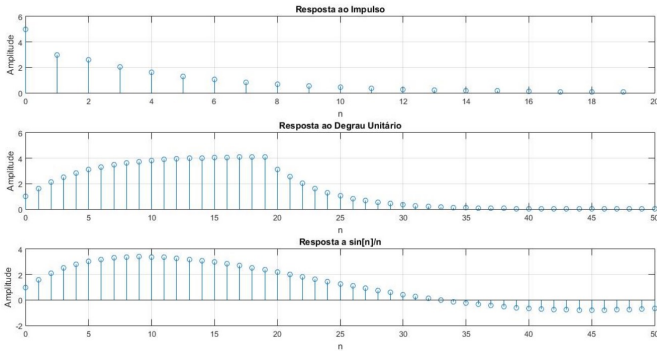 Resposta ao Impulso
6
4
2
0
Amplitude
0 2 4 6 8 10 12 14 16 18 20
n
Resposta ao Degrau Unitário
6
4
2
0
Amplitude
0 5 10 15 20 25 30 35 40 45 50
n
Resposta a sin[n]/n
4
2
0
-2
Amplitude
0 5 10 15 20 25 30 35 40 45 50
n